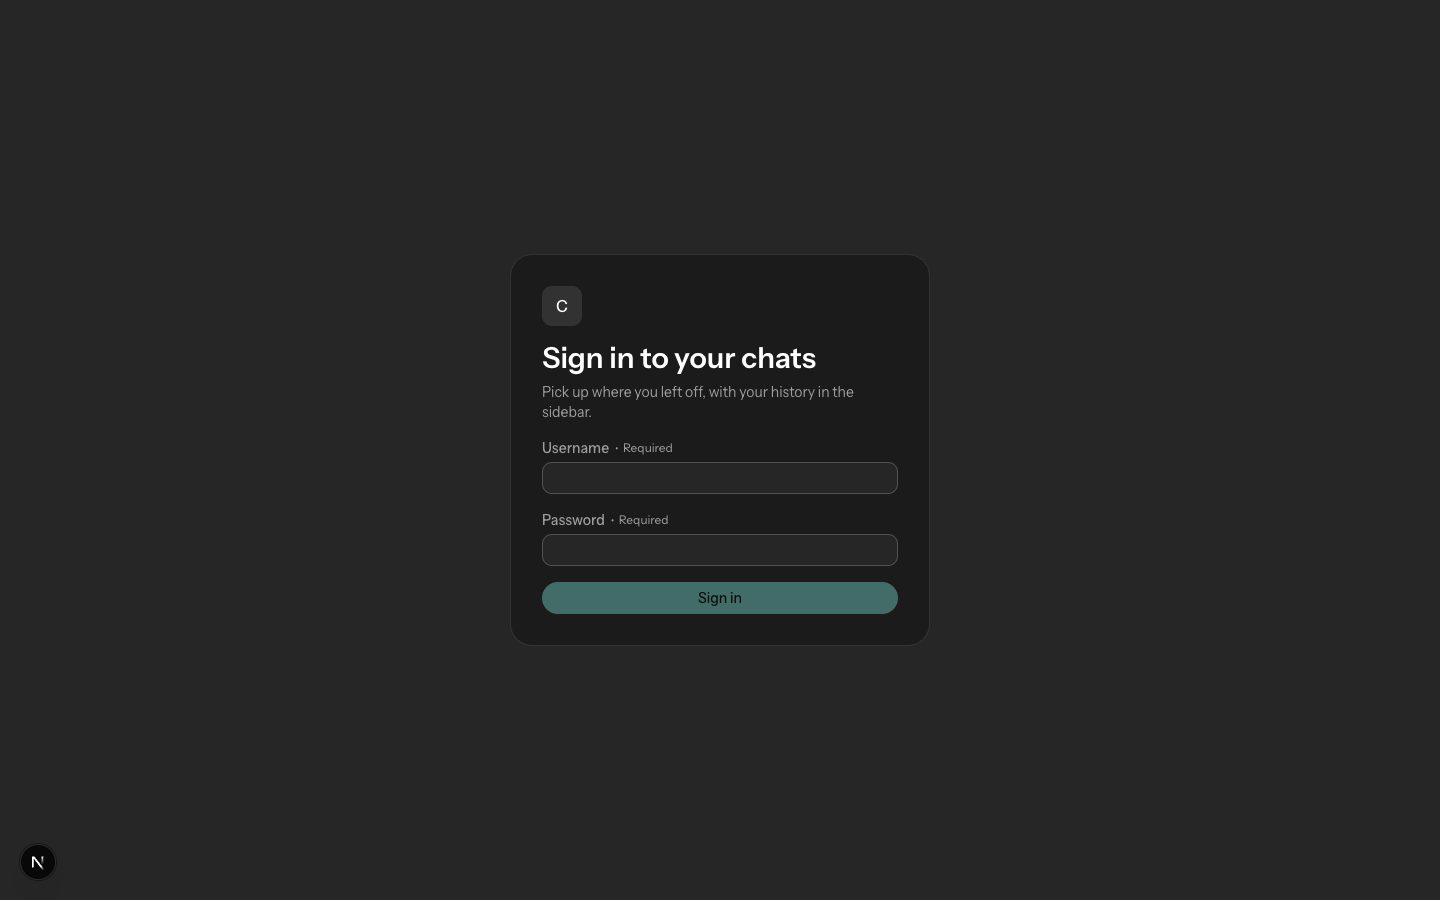 C
Sign in to your chats
Pick up where you left off, with your history in the
sidebar.
Username • Required
Password • Required
Sign in
N